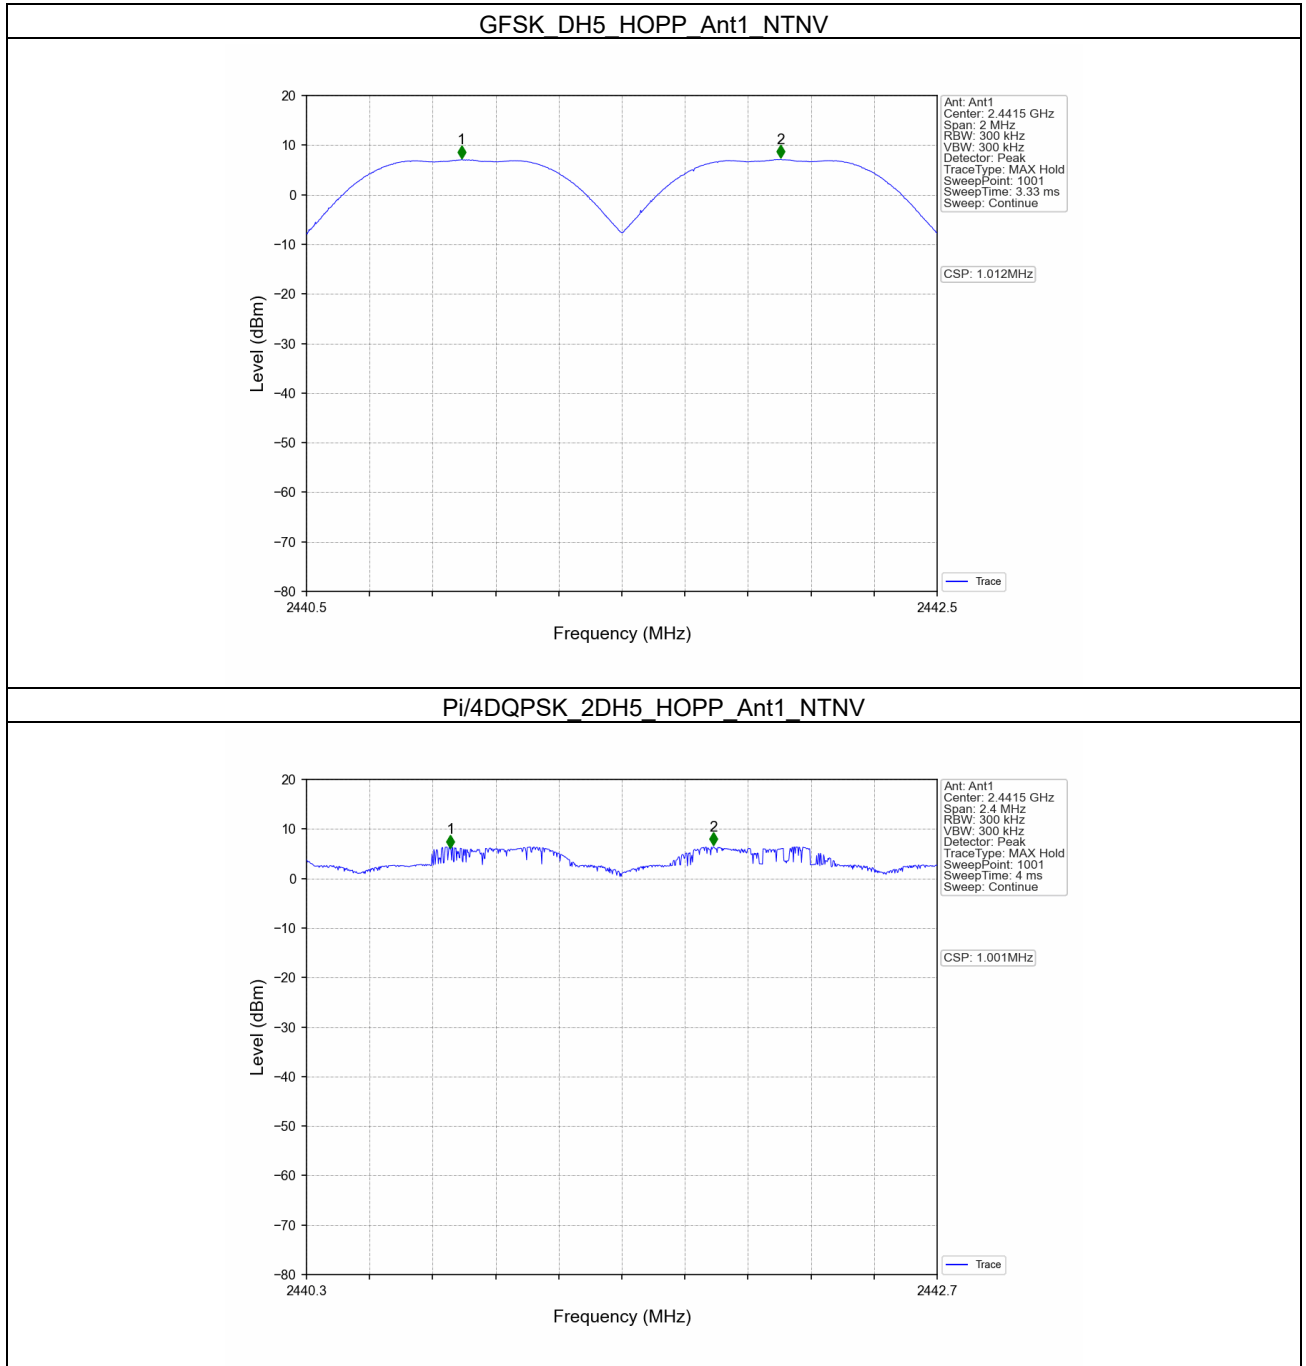 GFSK_DH5_HOPP_Ant1_NTNV
20
10
0
−10
−20
−30
−40
−50
−60
−70
−80
Level (dBm)
1
2
2440.5
2442.5
Frequency (MHz)
Ant: Ant1
Center: 2.4415 GHz
Span: 2 MHz
RBW: 300 kHz
VBW: 300 kHz
Detector: Peak
TraceType: MAX Hold
SweepPoint: 1001
SweepTime: 3.33 ms
Sweep: Continue
CSP: 1.012MHz
Trace
Pi/4DQPSK_2DH5_HOPP_Ant1_NTNV
20
10
0
−10
−20
−30
−40
−50
−60
−70
−80
Level (dBm)
1
2
2440.3
2442.7
Frequency (MHz)
Ant: Ant1
Center: 2.4415 GHz
Span: 2.4 MHz
RBW: 300 kHz
VBW: 300 kHz
Detector: Peak
TraceType: MAX Hold
SweepPoint: 1001
SweepTime: 4 ms
Sweep: Continue
CSP: 1.001MHz
Trace